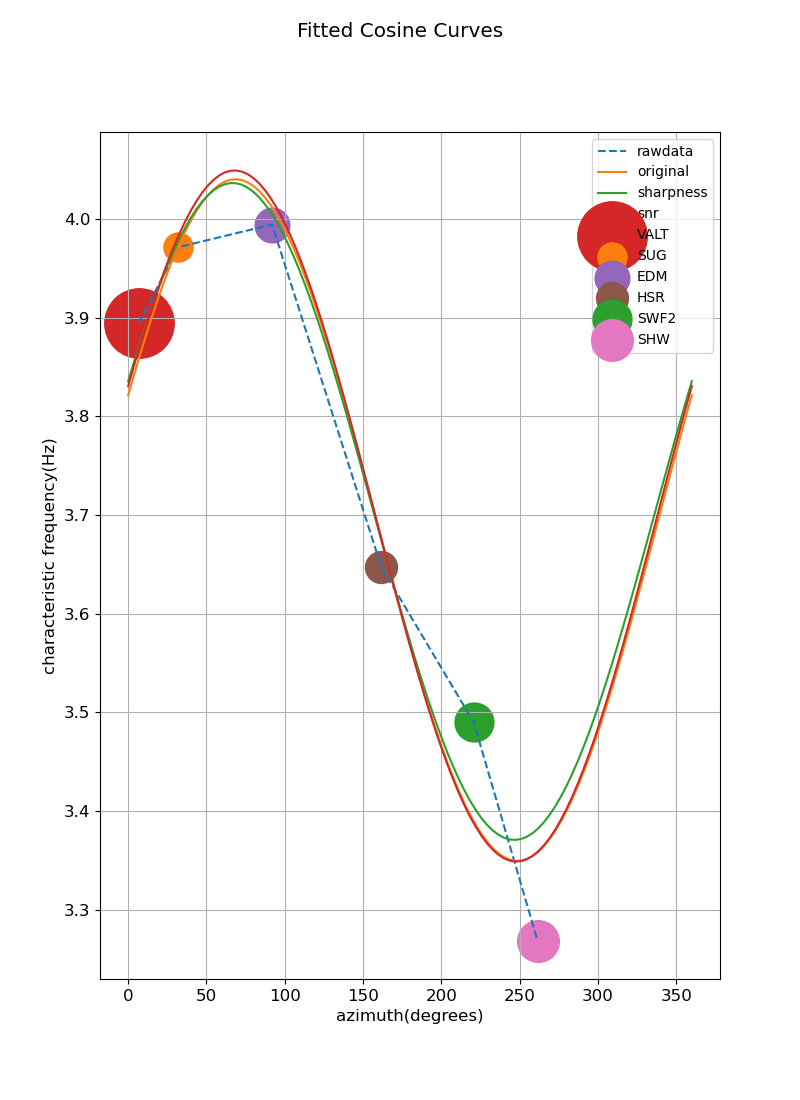 Fitted Cosine Curves
rawdata
original
sharpness
snr
VALT
SUG
EDM
HSR
SWF2
SHW
characteristic frequency(Hz)
4.0
3.9
3.8
3.7
3.6
3.5
3.4
3.3
0 50 100 150 200 250 300 350
azimuth(degrees)